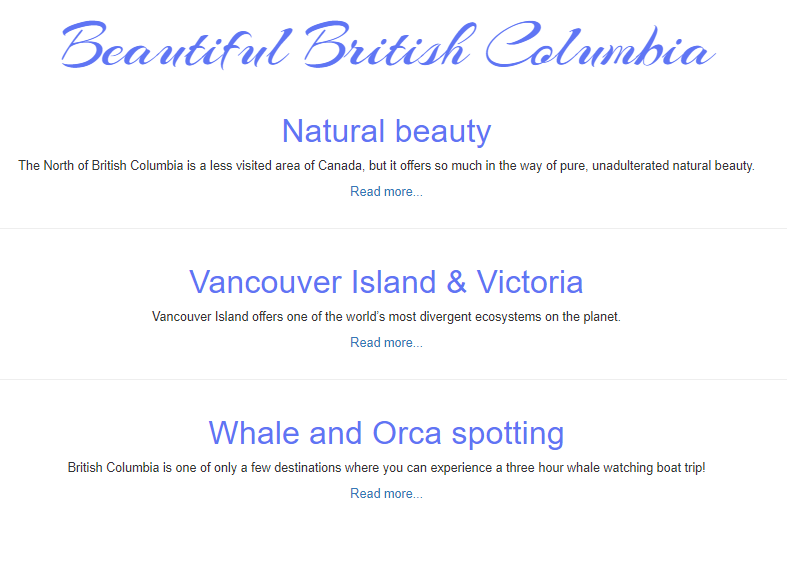 Beautiful British Columbia
Natural beauty
The North of British Columbia is a less visited area of Canada, but it offers so much in the way of pure, unadulterated natural beauty.
Read more...
Vancouver Island & Victoria
Vancouver Island offers one of the world's most divergent ecosystems on the planet.
Read more...
Whale and Orca spotting
British Columbia is one of only a few destinations where you can experience a three hour whale watching boat trip!
Read more...